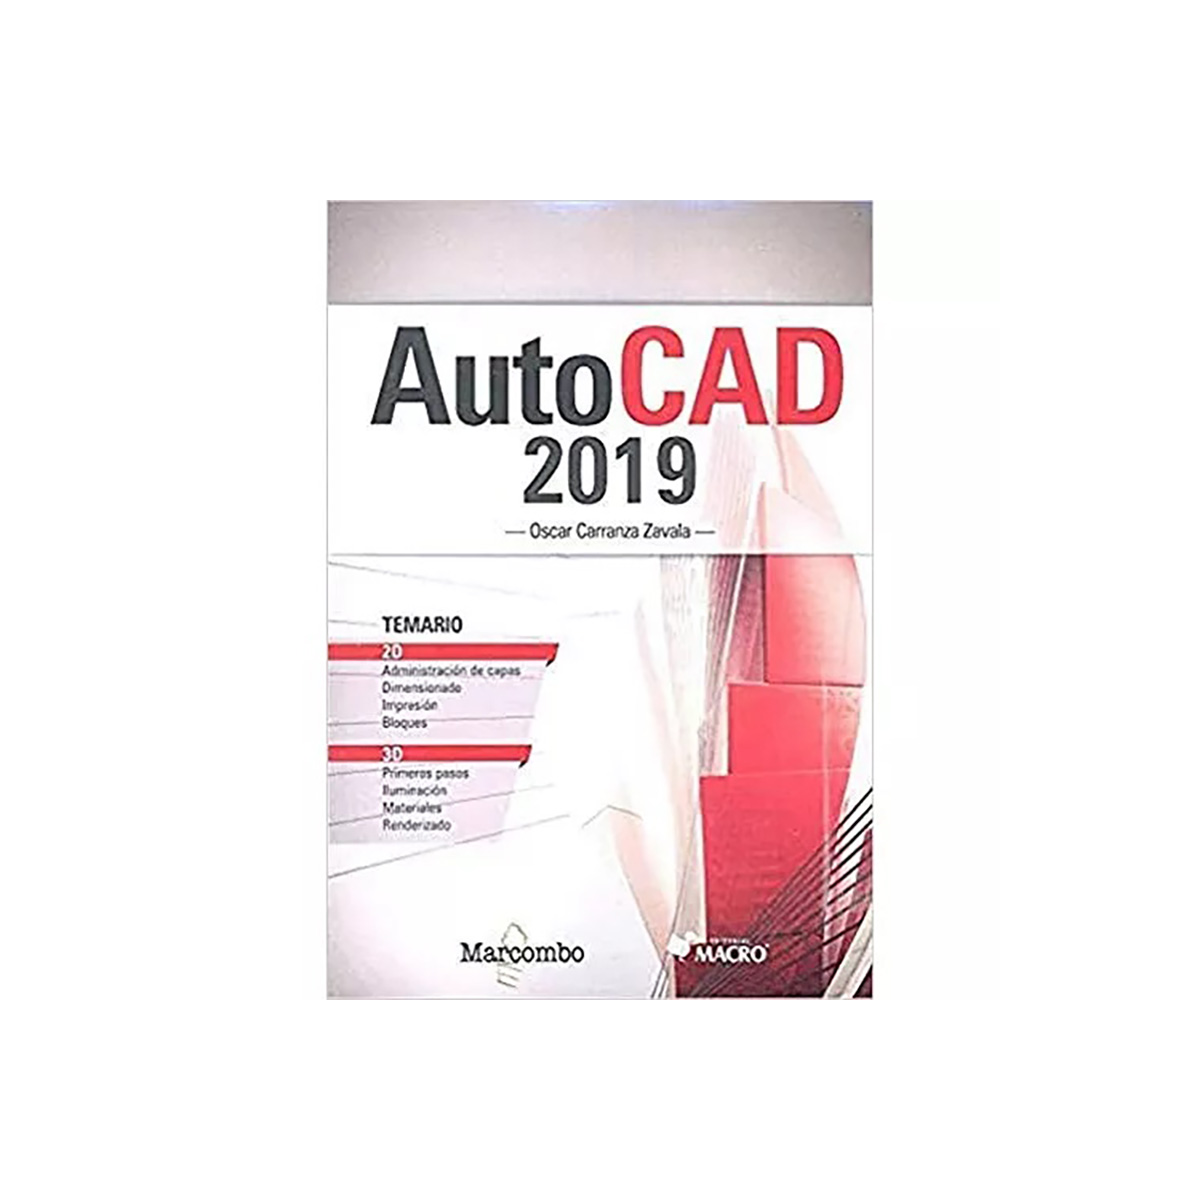 AutoCAD
2019
Oscar Carranza Zavala
TEMARIO
2D
Administración de capas
Dimensionado
Impresión
Bloques
3D
Primeros pasos
Iluminación
Materiales
Renderizado
Marcombo
EDITORIAL
MACRO®